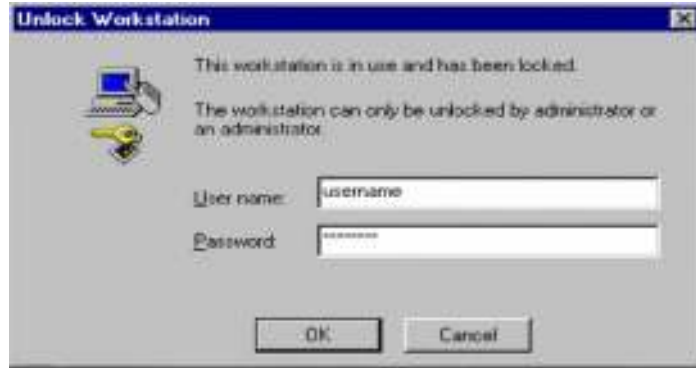 Unlock Workstation
This workstation is in use and has been locked.
The workstation can only be unlocked by administrator or
an administrator.
User name:
username
Password:
********
OK
Cancel